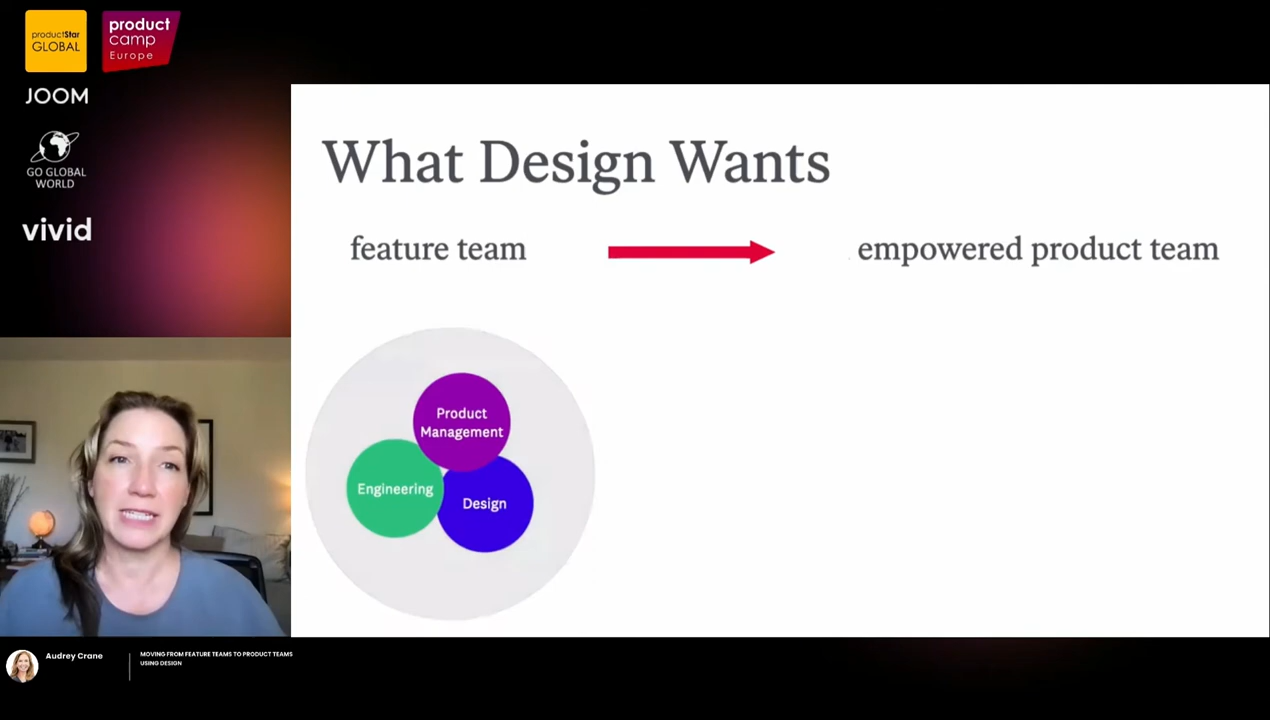 productStar
GLOBAL
product
camp
Europe
JOOM
GO GLOBAL
WORLD
vivid
What Design Wants
feature team
empowered product team
Product
Management
Engineering
Design
Audrey Crane
MOVING FROM FEATURE TEAMS TO PRODUCT TEAMS
USING DESIGN